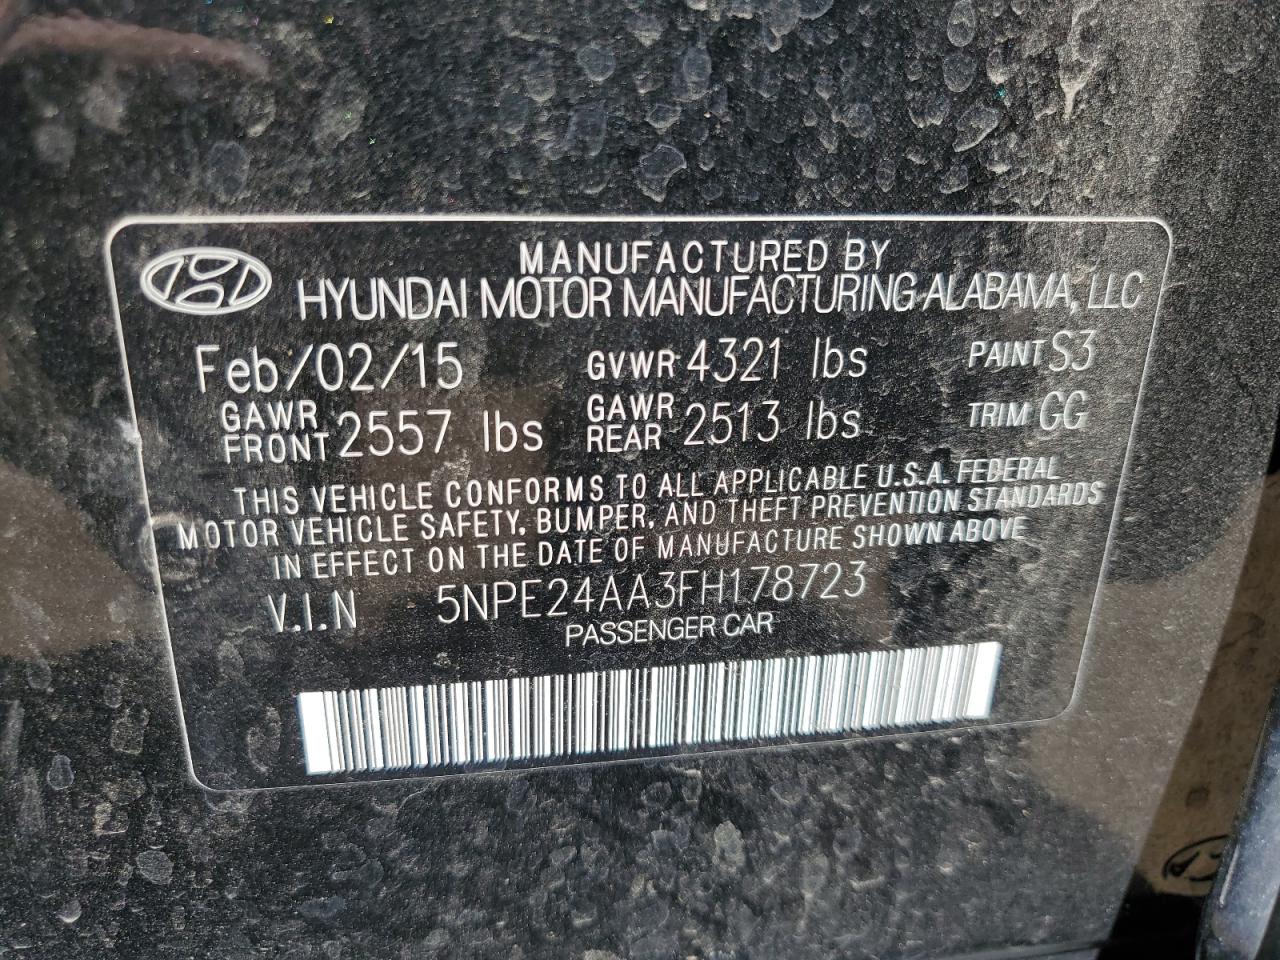 MANUFACTURED BY
HYUNDAI MOTOR MANUFACTURING ALABAMA, LLC
Feb/02/15 GVWR 4321 lbs PAINT S3
GAWR FRONT 2557 lbs GAWR REAR 2513 lbs TRIM GG
THIS VEHICLE CONFORMS TO ALL APPLICABLE U.S.A. FEDERAL
MOTOR VEHICLE SAFETY, BUMPER, AND THEFT PREVENTION STANDARDS
IN EFFECT ON THE DATE OF MANUFACTURE SHOWN ABOVE
V.I.N 5NPE24AA3FH178723
PASSENGER CAR